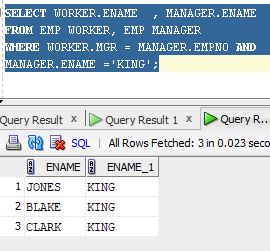 SELECT WORKER.ENAME , MANAGER.ENAME
FROM EMP WORKER, EMP MANAGER
WHERE WORKER.MGR = MANAGER.EMPNO AND
MANAGER.ENAME ='KING';
Query Result × Query Result 1 × Query R...
SQL | All Rows Fetched: 3 in 0.023 seco
ENAME ENAME_1
1 JONES KING
2 BLAKE KING
3 CLARK KING